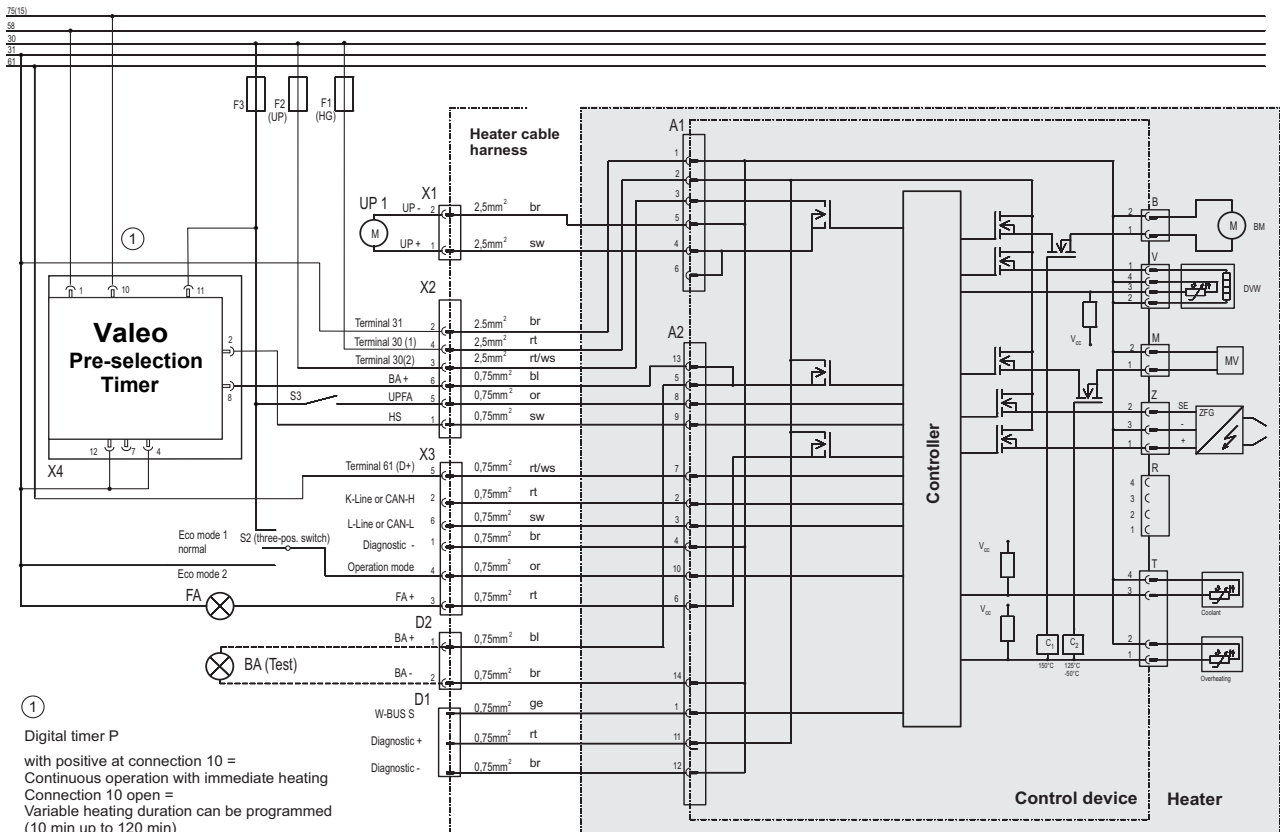 75(15)
58
30
31
61
F3
F2
(UP)
F1
(HG)
Heater cable
harness
A1
1
2
3
5
4
6
UP 1
M
X1
UP - 2 2,5mm² br
UP + 1 2,5mm² sw
1
1 10 11
Valeo
Pre-selection
Timer
2
8
12 7 4
X4
S3
X2
Terminal 31 2 2.5mm² br
Terminal 30 (1) 4 2,5mm² rt
Terminal 30(2) 3 2,5mm² rt/ws
BA + 6 0,75mm² bl
UPFA 5 0,75mm² or
HS 1 0,75mm² sw
A2
13
5
8
9
7
2
3
4
10
6
14
1
11
12
X3
Terminal 61 (D+) 5 0,75mm² rt/ws
K-Line or CAN-H 2 0,75mm² rt
L-Line or CAN-L 6 0,75mm² sw
Diagnostic - 1 0,75mm² br
Operation mode 4 0,75mm² or
FA + 3 0,75mm² rt
Eco mode 1
normal
S2 (three-pos. switch)
Eco mode 2
FA
D2
BA + 1 0,75mm² bl
BA - 2 0,75mm² br
BA (Test)
D1
W-BUS S 0,75mm² ge
Diagnostic + 0,75mm² rt
Diagnostic - 0,75mm² br
Controller
B
2
1
M
BM
V
1
4
3
2
DVW
Vcc
M
2
1
MV
Z
2 SE
3 -
1 +
ZFG
R
4
3
2
1
Vcc
T
4
3
Coolant
Vcc
C1
150°C
C2
125°C
-50°C
2
1
Overheating
Control device
Heater
1
Digital timer P
with positive at connection 10 =
Continuous operation with immediate heating
Connection 10 open =
Variable heating duration can be programmed
(10 min up to 120 min)